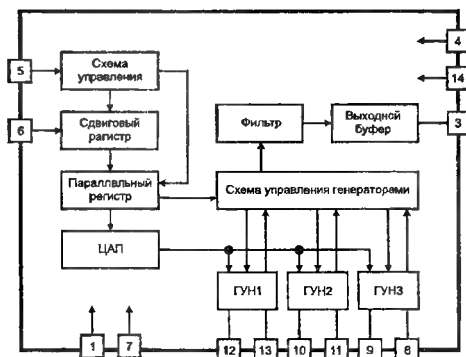 4
5
Схема
управления
14
6
Сдвиговый
регистр
Фильтр
Выходной
буфер
3
Параллальный
регистр
Схема управления генераторами
ЦАП
ГУН1
ГУН2
ГУН3
1
7
12
13
10
11
9
8